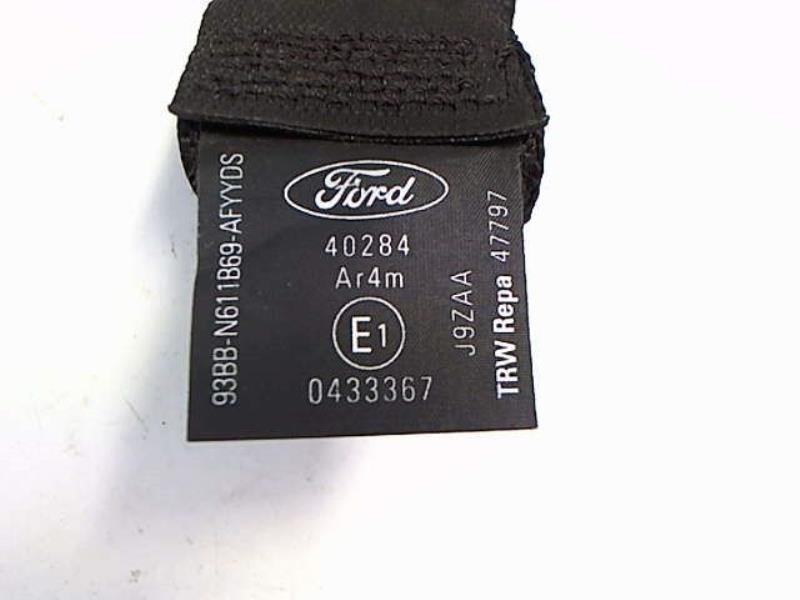 93BB-N611B69-AFYYDS
Ford
40284
Ar4m
E1
0433367
J9ZAA
TRW Repa 47797